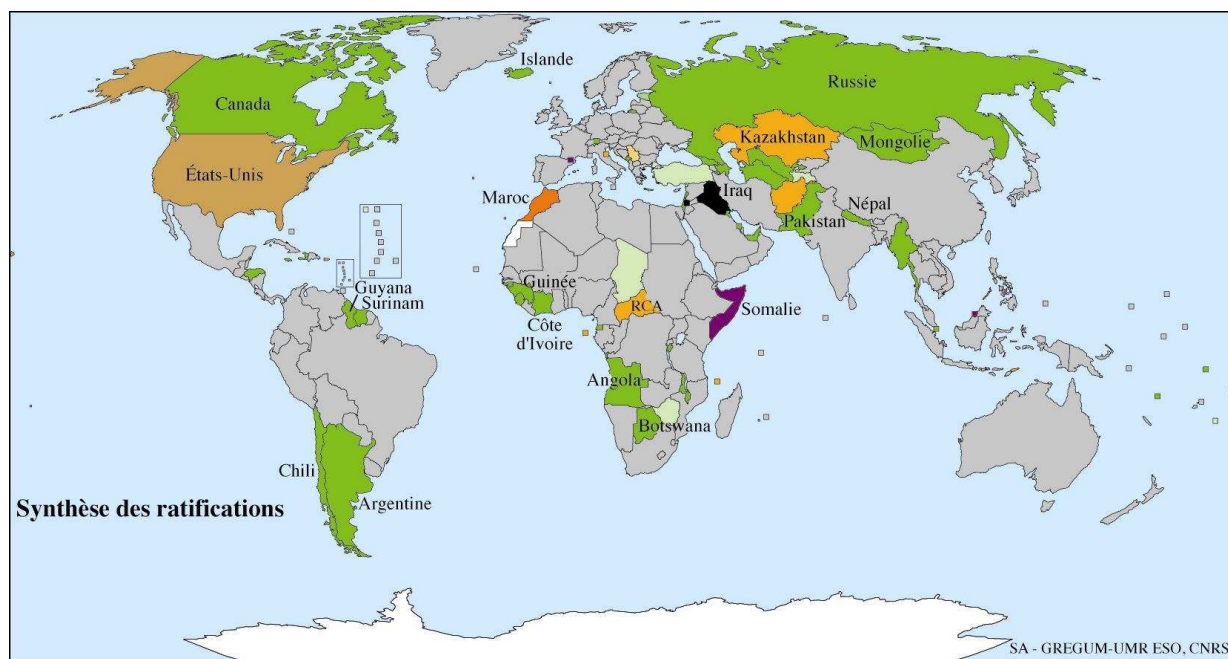 Islande
Canada
Russie
Kazakhstan
Mongolie
États-Unis
Maroc
Iraq
Népal
Pakistan
Guinée
Guyana
Surinam
RCA
Somalie
Côte
d'Ivoire
Angola
Botswana
Chili
Argentine
Synthèse des ratifications
SA - GREGUM-UMR ESO, CNRS